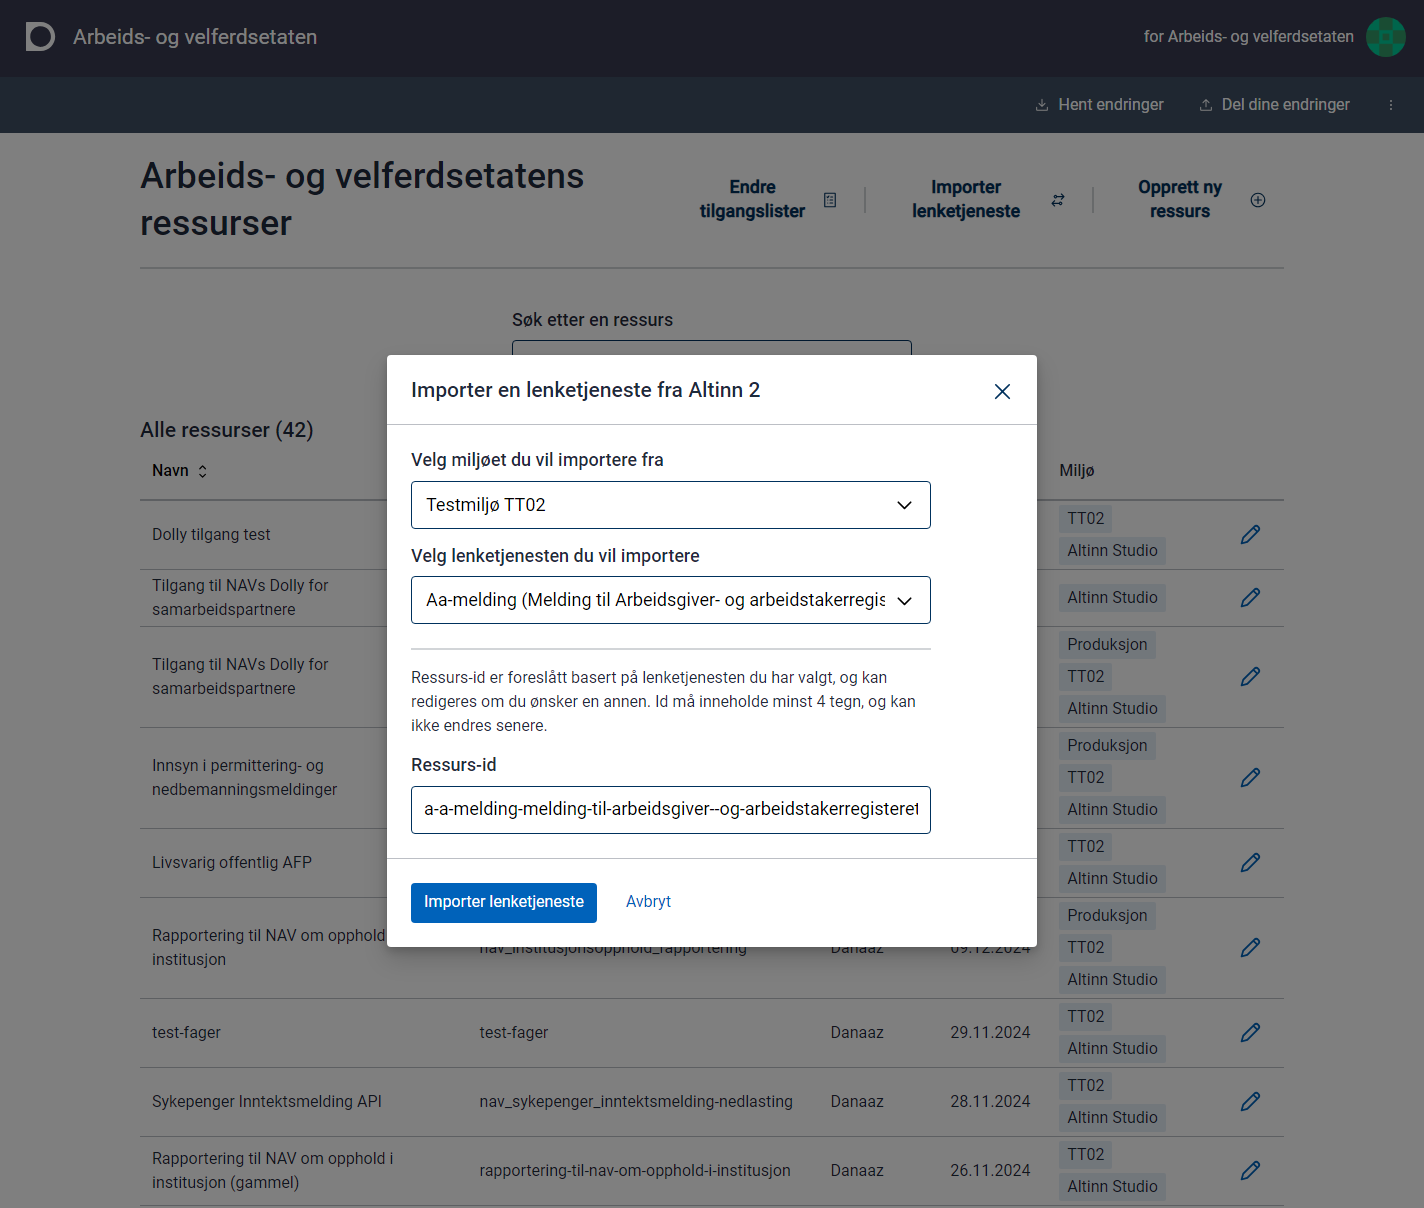 Arbeids- og velferdsetaten
for Arbeids- og velferdsetaten
Hent endringer
Del dine endringer
Arbeids- og velferdsetatens
ressurser
Endre
tilgangslister
Importer
lenketjeneste
Opprett ny
ressurs
Søk etter en ressurs
Importer en lenketjeneste fra Altinn 2
Velg miljøet du vil importere fra
Testmiljø TT02
Velg lenketjenesten du vil importere
Aa-melding (Melding til Arbeidsgiver- og arbeidstakerregis
Ressurs-id er foreslått basert på lenketjenesten du har valgt, og kan
redigeres om du ønsker en annen. Id må inneholde minst 4 tegn, og kan
ikke endres senere.
Ressurs-id
a-a-melding-melding-til-arbeidsgiver--og-arbeidstakerregisteret
Importer lenketjeneste
Avbryt
Alle ressurser (42)
Navn
Miljø
Dolly tilgang test
TT02
Altinn Studio
Tilgang til NAVs Dolly for
samarbeidspartnere
Altinn Studio
Tilgang til NAVs Dolly for
samarbeidspartnere
Produksjon
TT02
Altinn Studio
Innsyn i permittering- og
nedbemanningsmeldinger
Produksjon
TT02
Altinn Studio
Livsvarig offentlig AFP
TT02
Altinn Studio
Rapportering til NAV om opphold
institusjon
nav_institusjonsopphold_rapportering
Danaaz
09.12.2024
Produksjon
TT02
Altinn Studio
test-fager
test-fager
Danaaz
29.11.2024
TT02
Altinn Studio
Sykepenger Inntektsmelding API
nav_sykepenger_inntektsmelding-nedlasting
Danaaz
28.11.2024
TT02
Altinn Studio
Rapportering til NAV om opphold i
institusjon (gammel)
rapportering-til-nav-om-opphold-i-institusjon
Danaaz
26.11.2024
TT02
Altinn Studio